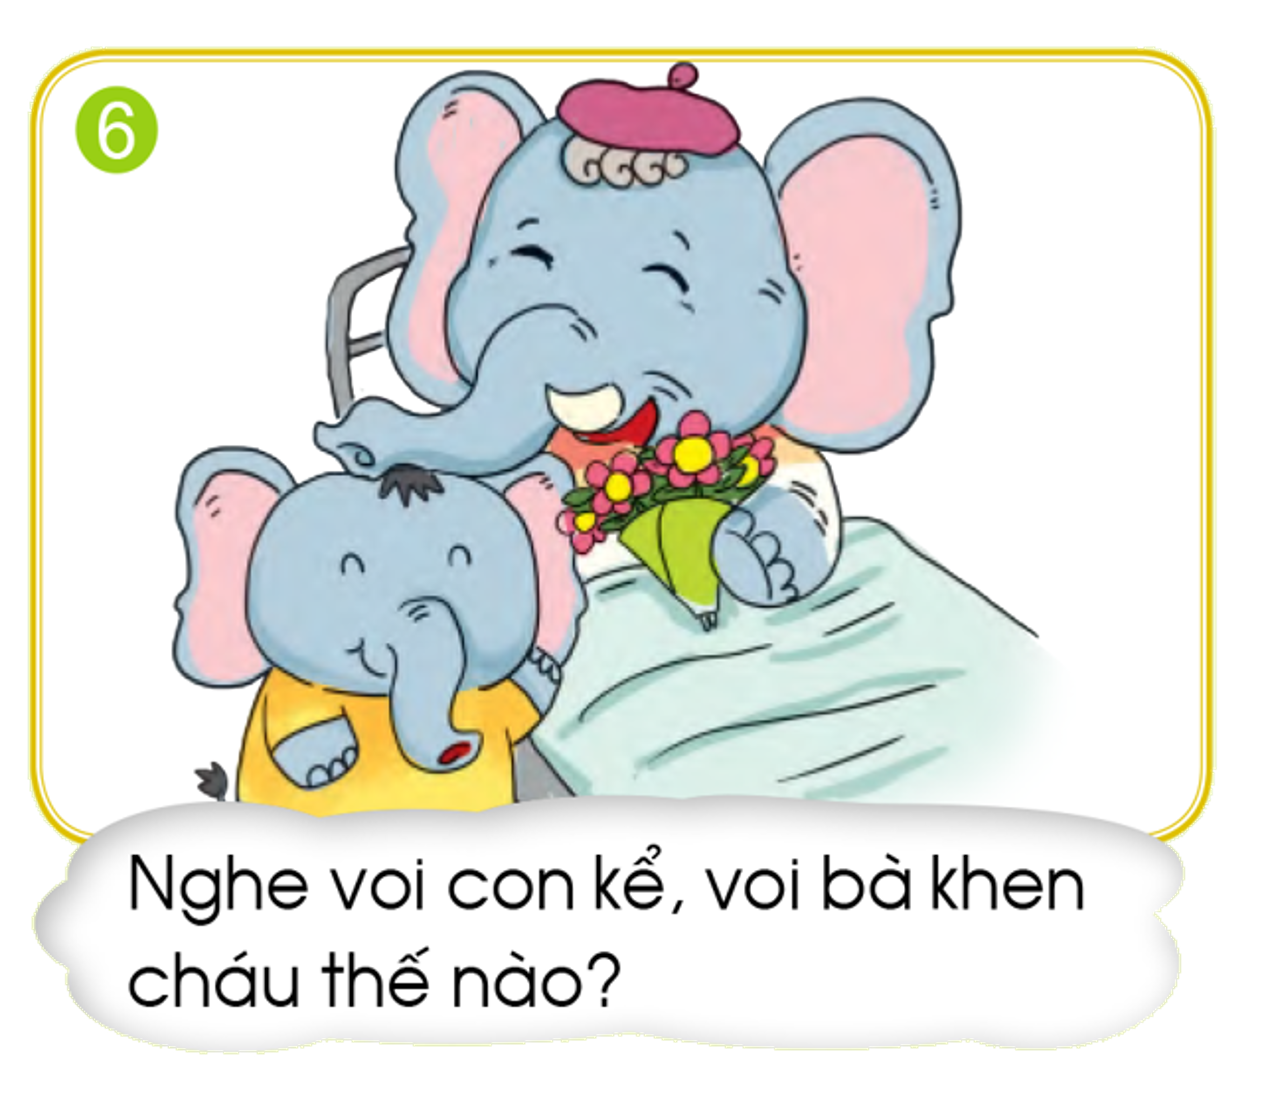 6
Nghe voi con kể, voi bà khen
cháu thế nào?